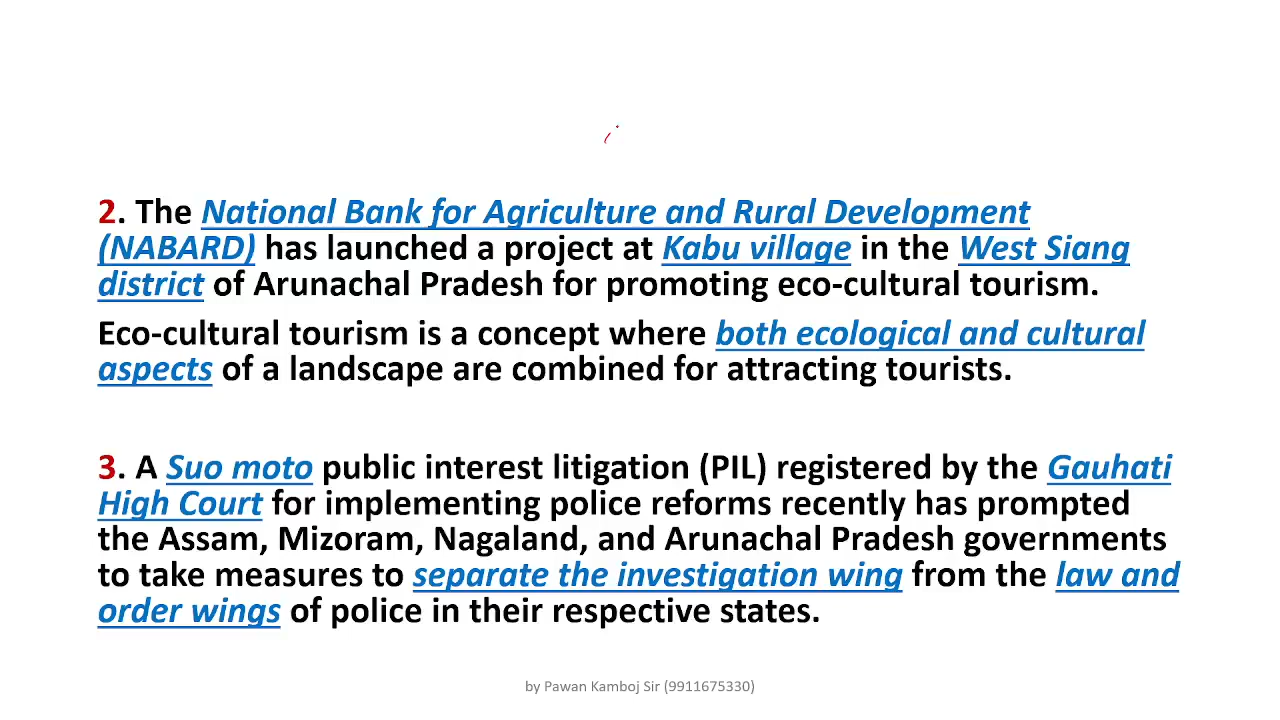 2. The National Bank for Agriculture and Rural Development
(NABARD) has launched a project at Kabu village in the West Siang
district of Arunachal Pradesh for promoting eco-cultural tourism.
Eco-cultural tourism is a concept where both ecological and cultural
aspects of a landscape are combined for attracting tourists.
3. A Suo moto public interest litigation (PIL) registered by the Gauhati
High Court for implementing police reforms recently has prompted
the Assam, Mizoram, Nagaland, and Arunachal Pradesh governments
to take measures to separate the investigation wing from the law and
order wings of police in their respective states.
by Pawan Kamboj Sir (9911675330)